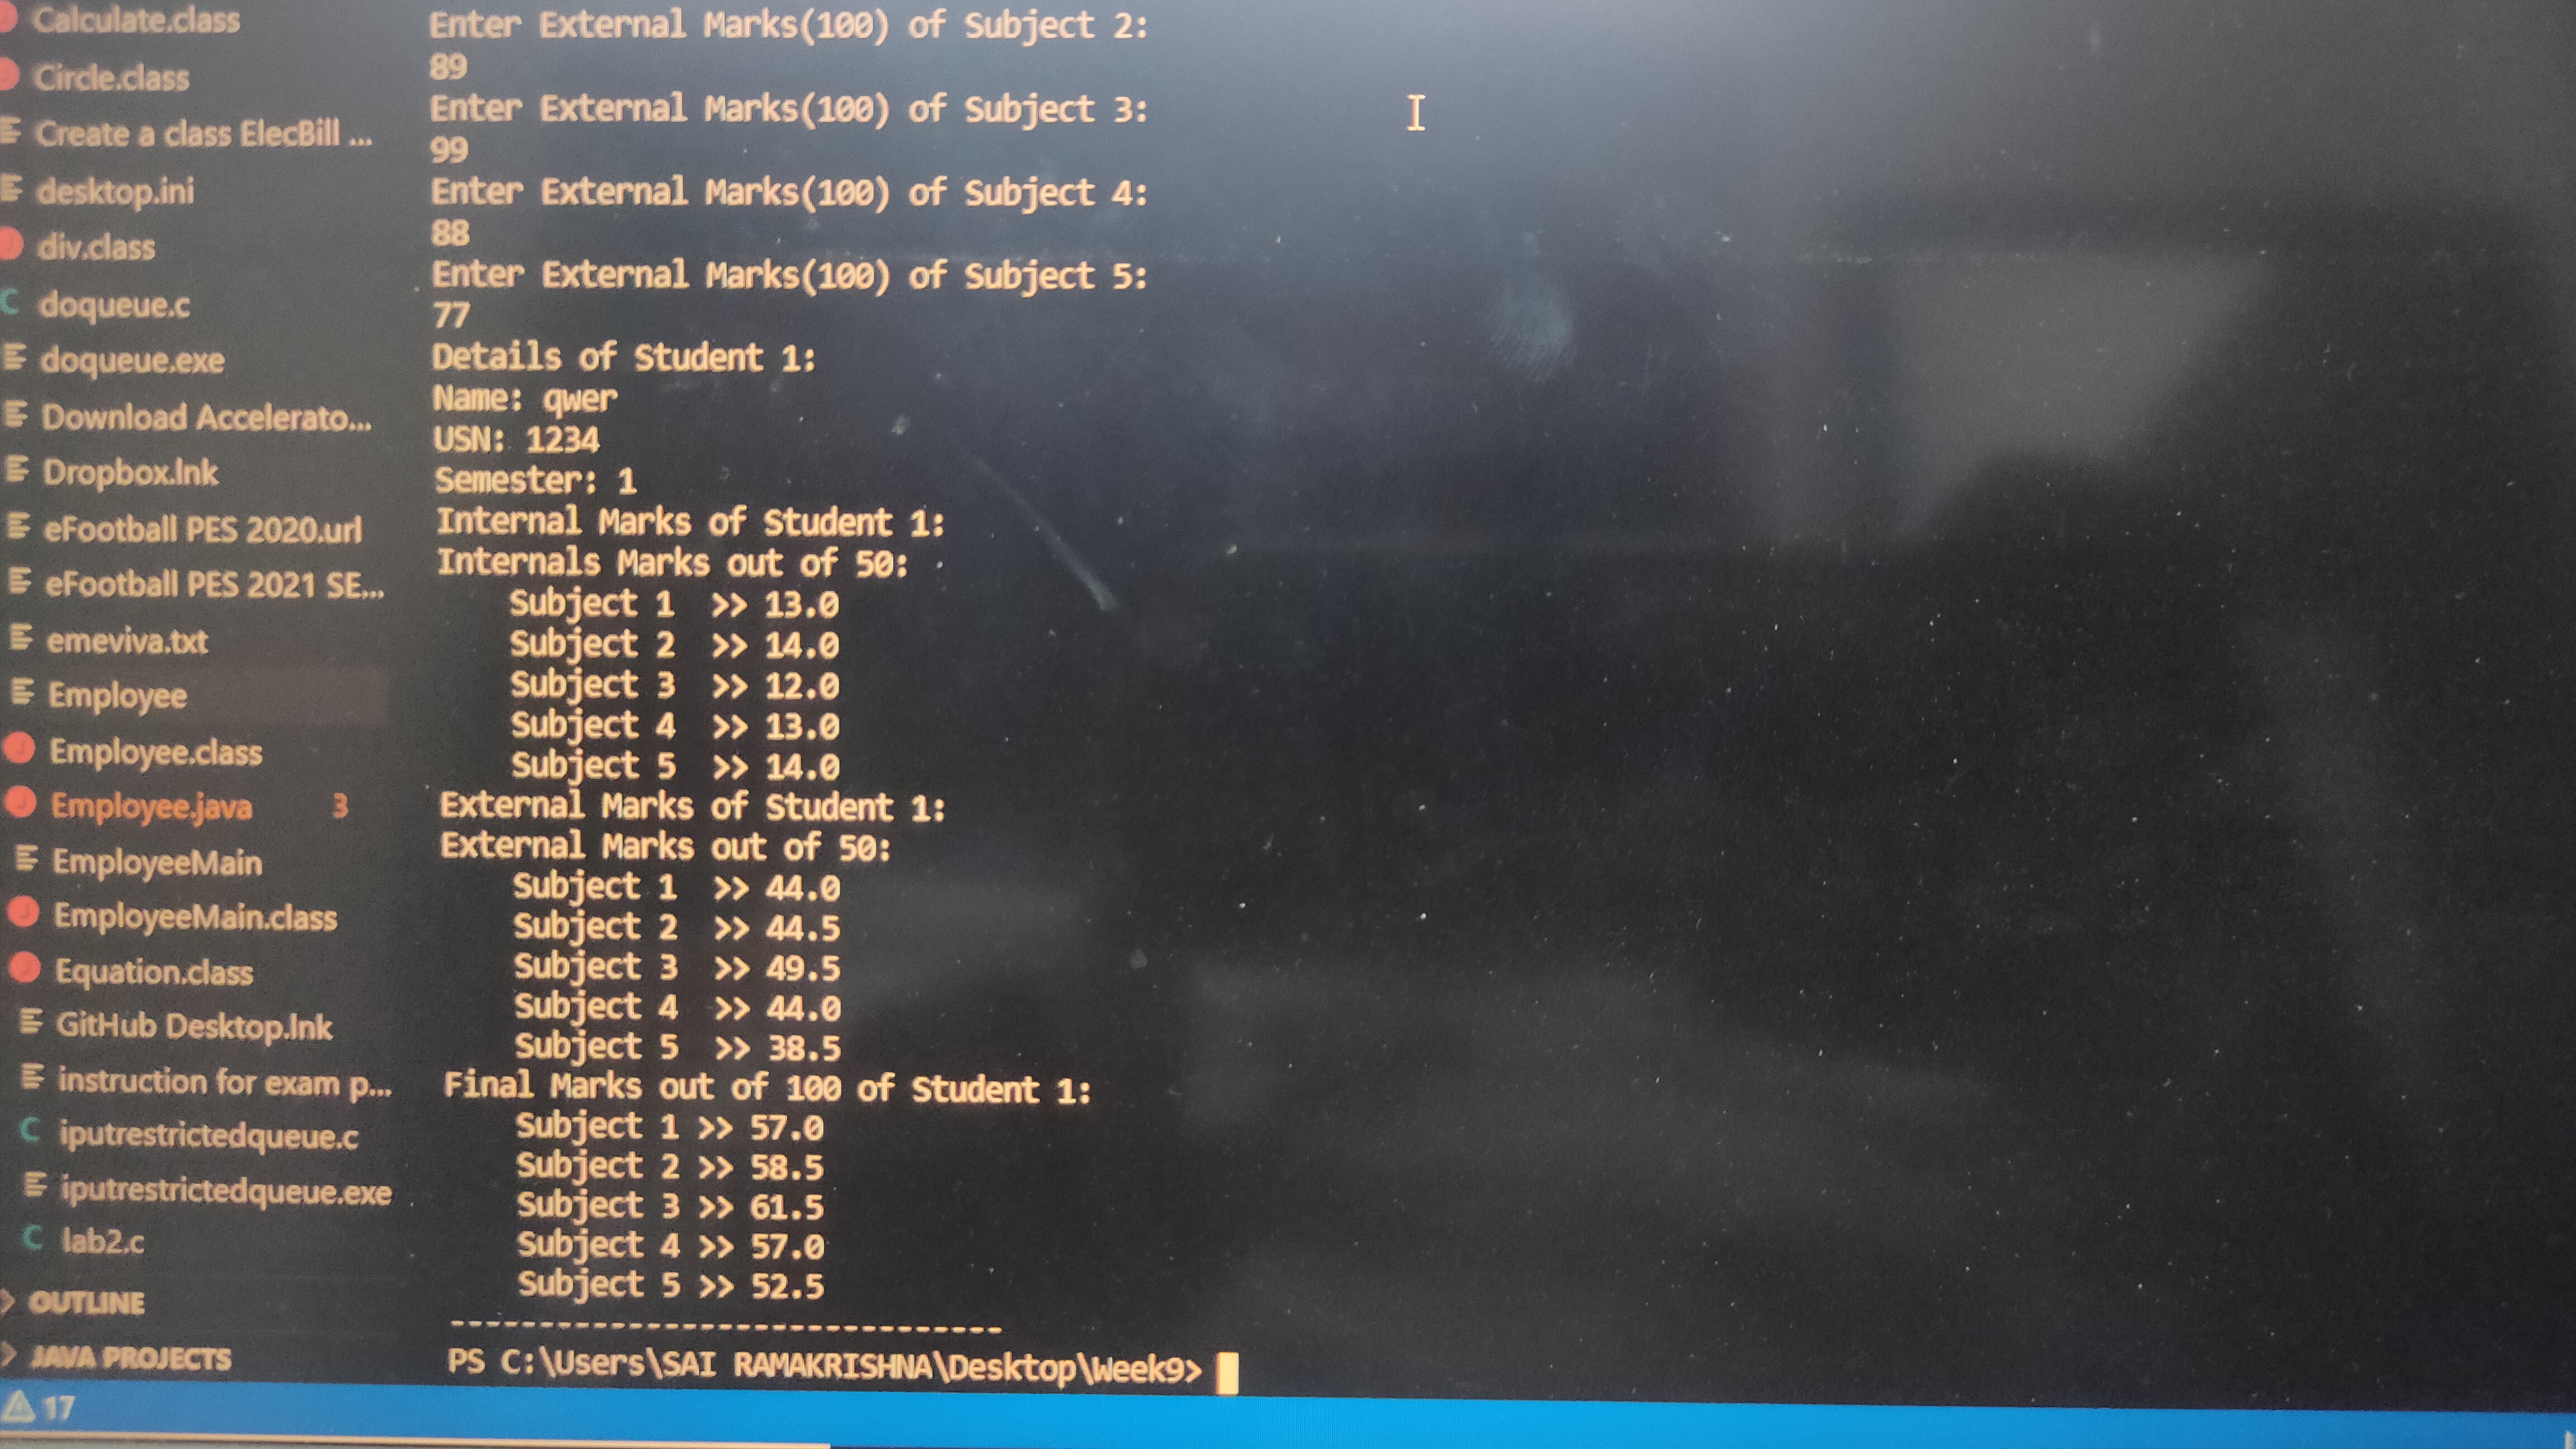 Calculate.class
Circle.class
Create a class ElecBill ...
desktop.ini
div.class
C doqueue.c
doqueue.exe
Download Accelerato...
Dropbox.lnk
eFootball PES 2020.url
eFootball PES 2021 SE...
emeviva.txt
Employee
Employee.class
Employee.java 3
EmployeeMain
EmployeeMain.class
Equation.class
GitHub Desktop.lnk
instruction for exam p...
C iputrestrictedqueue.c
iputrestrictedqueue.exe
C lab2.c
> OUTLINE
> JAVA PROJECTS
17
Enter External Marks(100) of Subject 2:
89
Enter External Marks(100) of Subject 3:
99
Enter External Marks(100) of Subject 4:
88
Enter External Marks(100) of Subject 5:
77
Details of Student 1:
Name: qwer
USN: 1234
Semester: 1
Internal Marks of Student 1:
Internals Marks out of 50:
Subject 1 >> 13.0
Subject 2 >> 14.0
Subject 3 >> 12.0
Subject 4 >> 13.0
Subject 5 >> 14.0
External Marks of Student 1:
External Marks out of 50:
Subject 1 >> 44.0
Subject 2 >> 44.5
Subject 3 >> 49.5
Subject 4 >> 44.0
Subject 5 >> 38.5
Final Marks out of 100 of Student 1:
Subject 1 >> 57.0
Subject 2 >> 58.5
Subject 3 >> 61.5
Subject 4 >> 57.0
Subject 5 >> 52.5
------------------------------
PS C:\Users\SAI RAMAKRISHNA\Desktop\Week9>